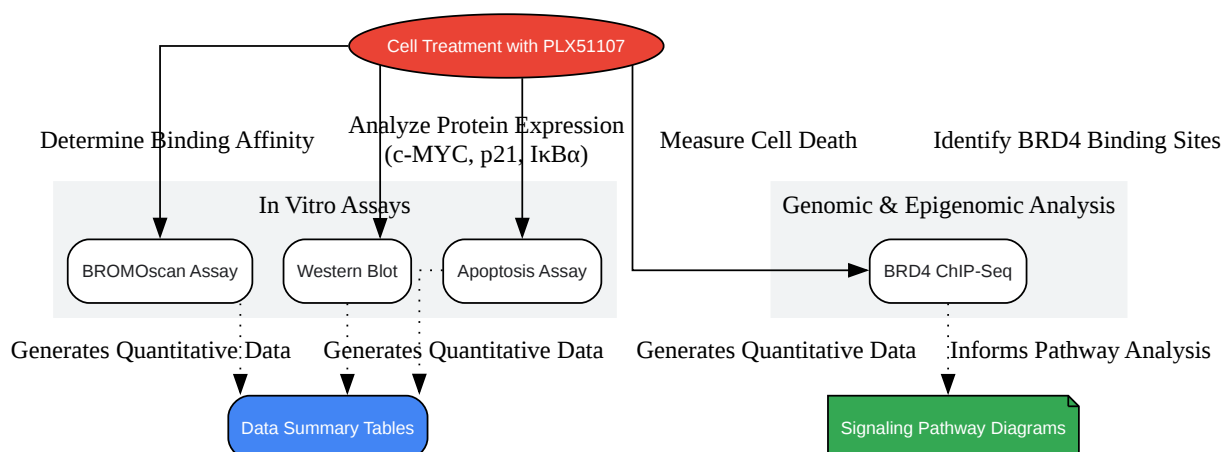 Cell Treatment with PLX51107
Determine Binding Affinity
Analyze Protein Expression
(c-MYC, p21, IκBα)
Measure Cell Death
Identify BRD4 Binding Sites
In Vitro Assays
Genomic & Epigenomic Analysis
BROMOscan Assay
Western Blot
Apoptosis Assay
BRD4 ChIP-Seq
Generates Quantitative Data
Generates Quantitative Data
Generates Quantitative Data
Informs Pathway Analysis
Data Summary Tables
Signaling Pathway Diagrams